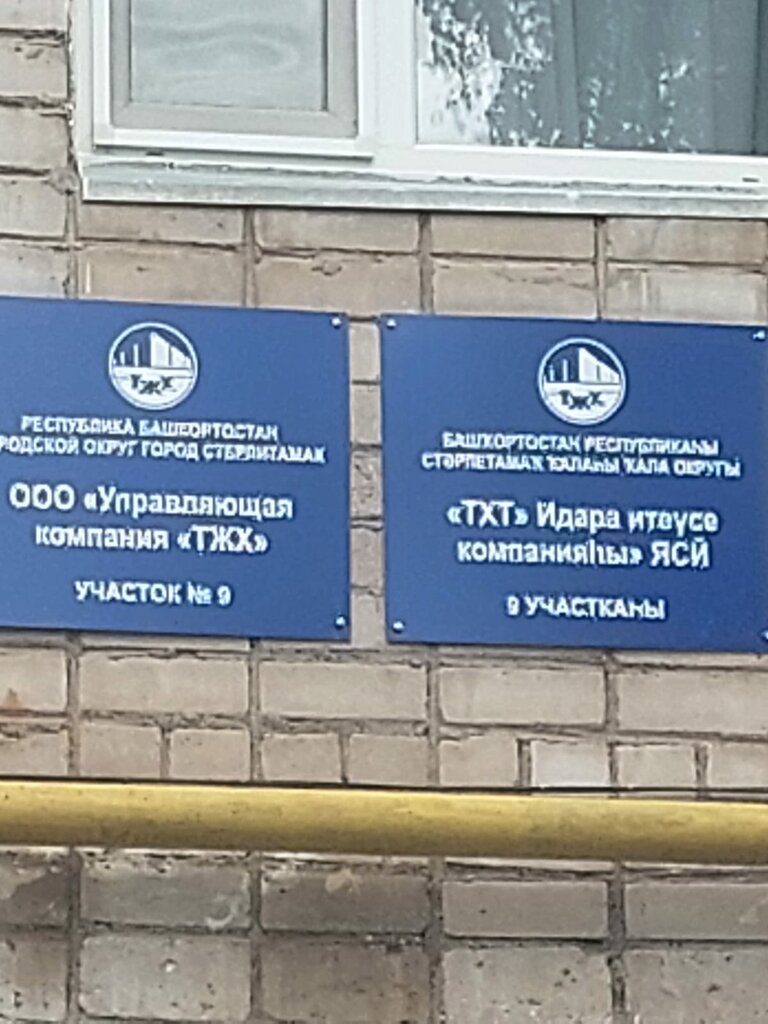 ТЖХ
РЕСПУБЛИКА БАШКОРТОСТАН
РОДСКОЙ ОКРУГ ГОРОД СТЕРЛИТАМАК
ООО «Управляющая
компания «ТЖХ»
УЧАСТОК № 9
ТЖХ
БАШҠОРТОСТАН РЕСПУБЛИКАҺЫ
СТӘРЛЕТАМАҠ ҠАЛАҺЫ ҠАЛА ОКРУГЫ
«ТХТ» Идара итеүсе
компанияһы» ЯСЙ
9 УЧАСТКАҺЫ